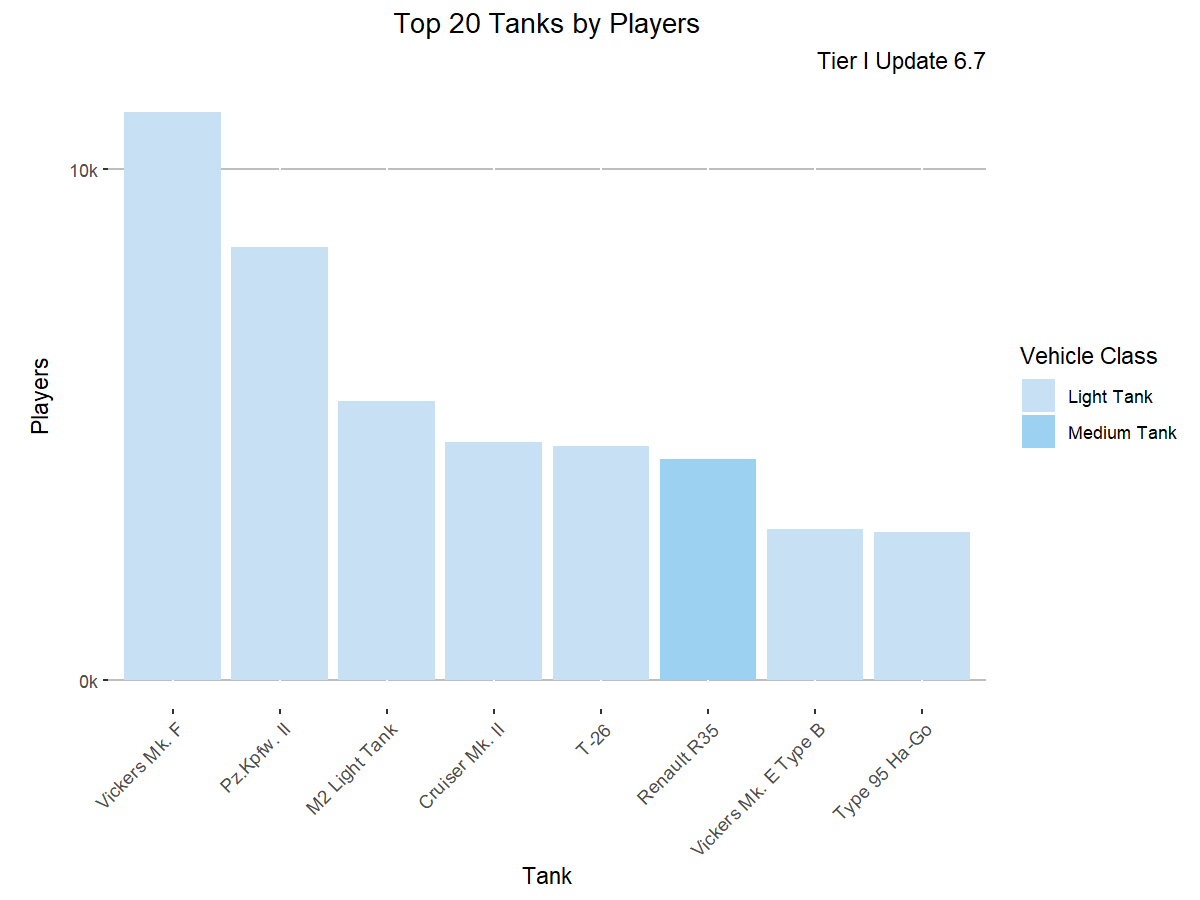 Top 20 Tanks by Players
Tier I Update 6.7
10k
0k
Players
Vickers Mk. F
Pz.Kpfw. II
M2 Light Tank
Cruiser Mk. II
T-26
Renault R35
Vickers Mk. E Type B
Type 95 Ha-Go
Tank
Vehicle Class
Light Tank
Medium Tank